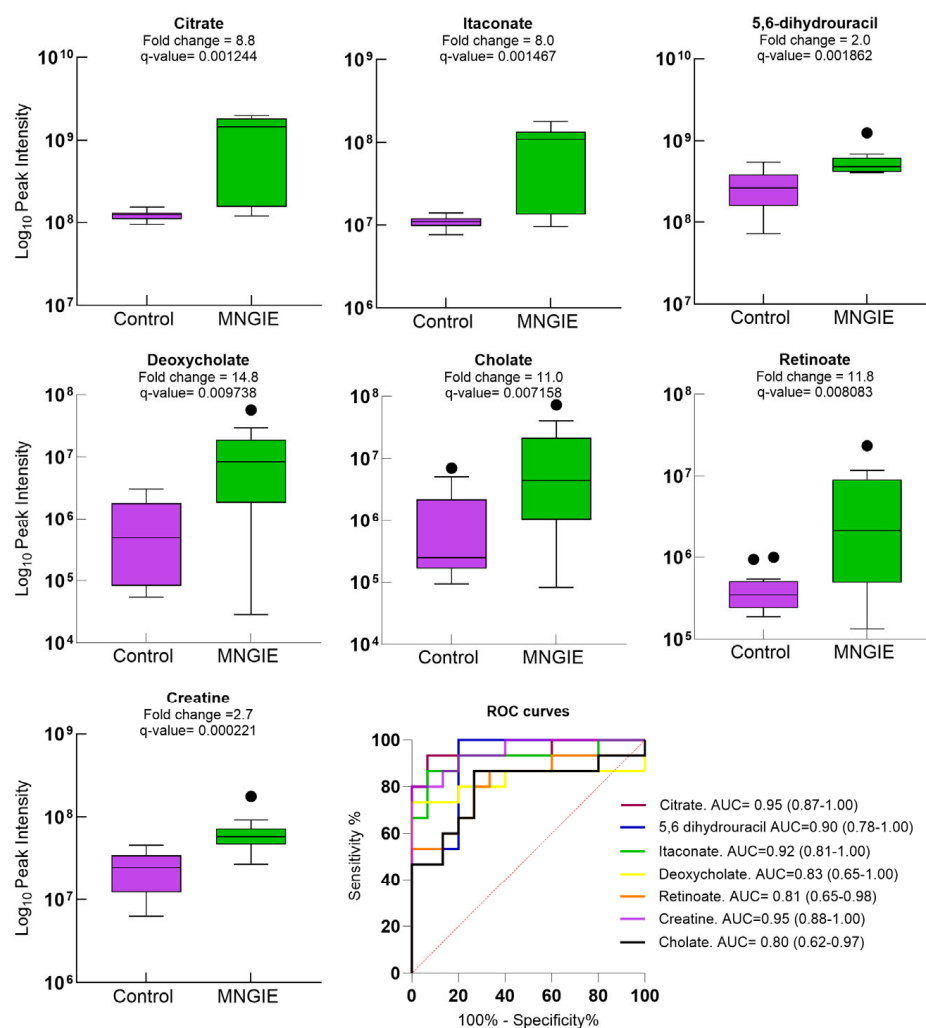 Citrate
Fold change = 8.8
q-value= 0.001244
Log10 Peak Intensity
10^10
10^9
10^8
10^7
Control
MNGIE
Itaconate
Fold change = 8.0
q-value= 0.001467
10^9
10^8
10^7
10^6
Control
MNGIE
5,6-dihydrouracil
Fold change = 2.0
q-value= 0.001862
10^10
10^9
10^8
10^7
Control
MNGIE
Deoxycholate
Fold change = 14.8
q-value= 0.009738
Log10 Peak Intensity
10^8
10^7
10^6
10^5
10^4
Control
MNGIE
Cholate
Fold change = 11.0
q-value= 0.007158
10^8
10^7
10^6
10^5
10^4
Control
MNGIE
Retinoate
Fold change = 11.8
q-value= 0.008083
10^8
10^7
10^6
10^5
Control
MNGIE
Creatine
Fold change =2.7
q-value= 0.000221
Log10 Peak Intensity
10^9
10^8
10^7
10^6
Control
MNGIE
ROC curves
Sensitivity %
100
80
60
40
20
0
0 20 40 60 80 100
100% - Specificity%
Citrate. AUC= 0.95 (0.87-1.00)
5,6 dihydrouracil AUC=0.90 (0.78-1.00)
Itaconate. AUC=0.92 (0.81-1.00)
Deoxycholate. AUC=0.83 (0.65-1.00)
Retinoate. AUC= 0.81 (0.65-0.98)
Creatine. AUC=0.95 (0.88-1.00)
Cholate. AUC= 0.80 (0.62-0.97)